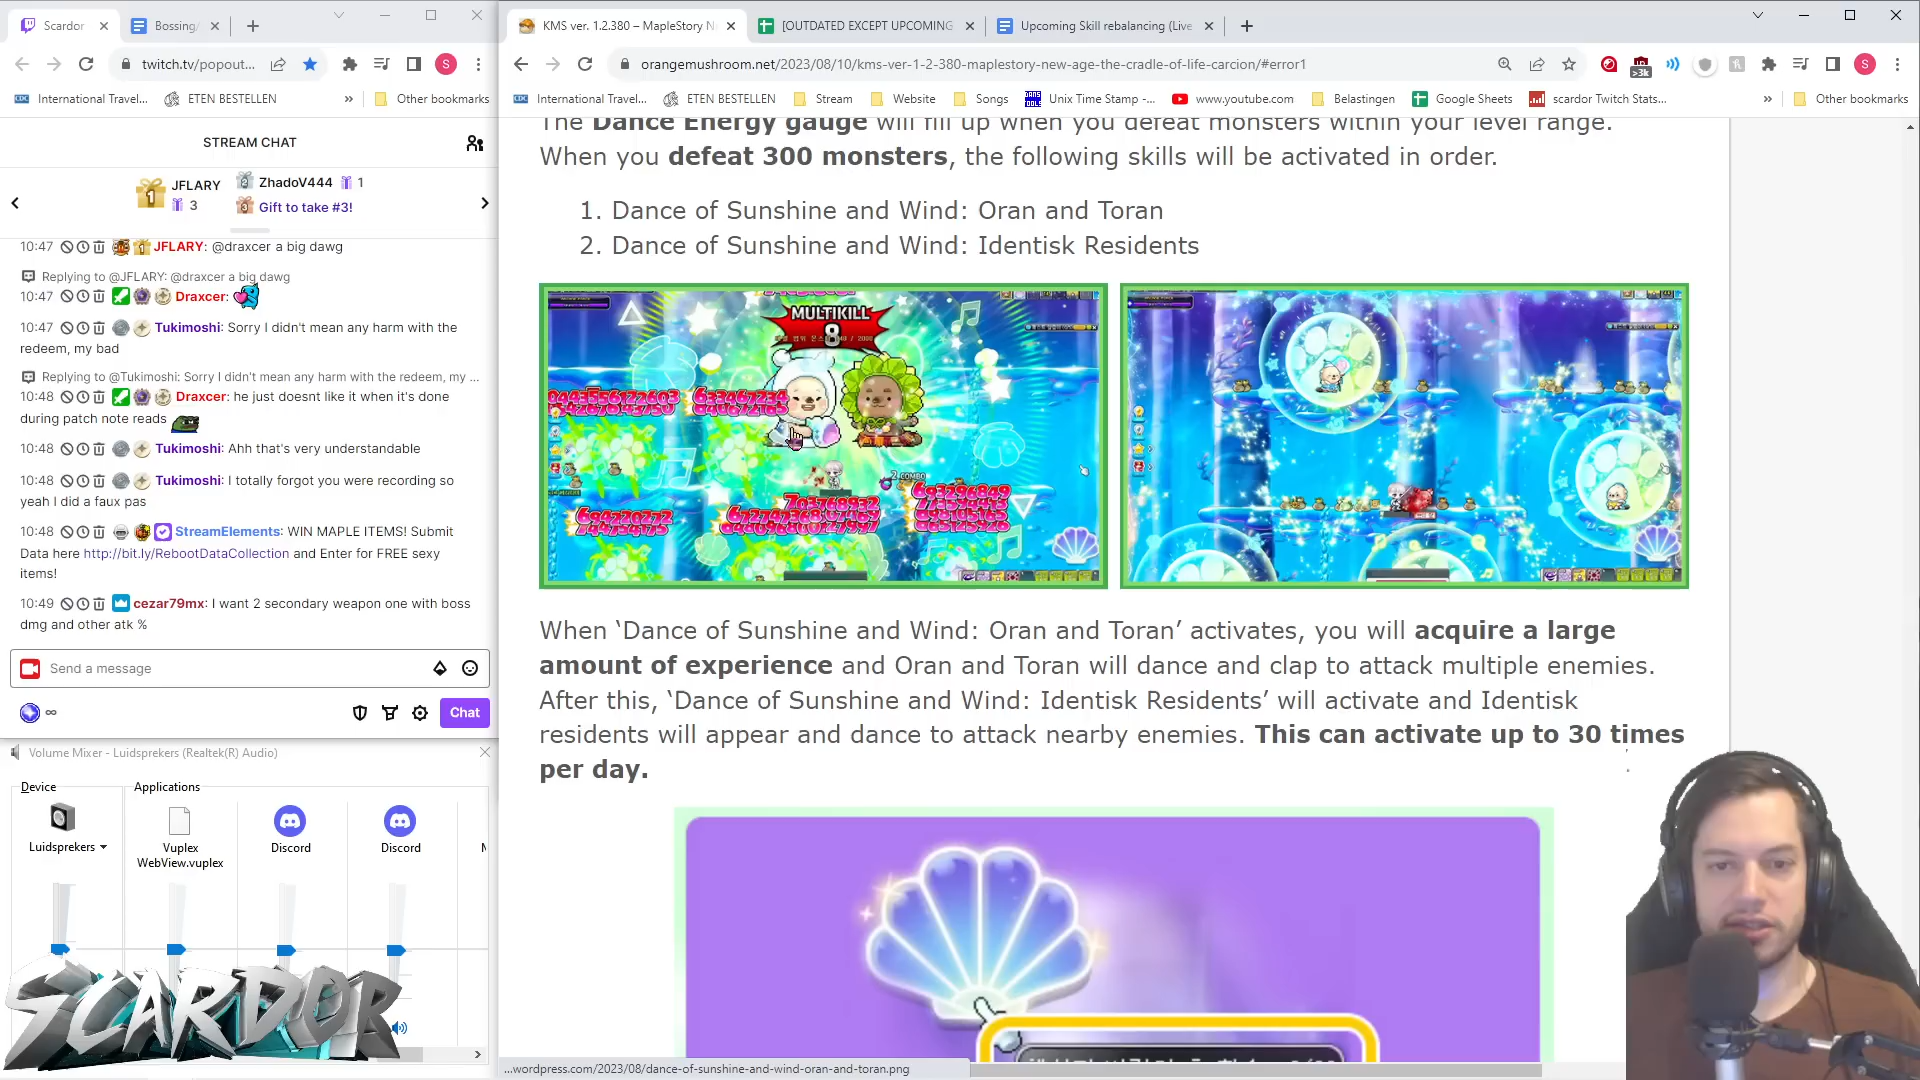 Scardor
Bossing/
KMS ver. 1.2.380 – MapleStory N
[OUTDATED EXCEPT UPCOMING
Upcoming Skill rebalancing (Live
twitch.tv/popout...
orangemushroom.net/2023/08/10/kms-ver-1-2-380-maplestory-new-age-the-cradle-of-life-carcion/#error1
>3k
S
S
International Travel...
ETEN BESTELLEN
»
Other bookmarks
International Travel...
ETEN BESTELLEN
Stream
Website
Songs
Unix Time Stamp -...
www.youtube.com
Belastingen
Google Sheets
scardor Twitch Stats...
»
Other bookmarks
STREAM CHAT
JFLARY
3
ZhadoV444 1
Gift to take #3!
10:47 JFLARY: @draxcer a big dawg
Replying to @JFLARY: @draxcer a big dawg
10:47 Draxcer:
10:47 Tukimoshi: Sorry I didn't mean any harm with the
redeem, my bad
Replying to @Tukimoshi: Sorry I didn't mean any harm with the redeem, my ...
10:48 Draxcer: he just doesnt like it when it's done
during patch note reads
10:48 Tukimoshi: Ahh that's very understandable
10:48 Tukimoshi: I totally forgot you were recording so
yeah I did a faux pas
10:48 StreamElements: WIN MAPLE ITEMS! Submit
Data here http://bit.ly/RebootDataCollection and Enter for FREE sexy
items!
10:49 cezar79mx: I want 2 secondary weapon one with boss
dmg and other atk %
Send a message
∞
Chat
Volume Mixer - Luidsprekers (Realtek(R) Audio)
Device
Applications
Luidsprekers
Vuplex
WebView.vuplex
Discord
Discord
SCARDOR
The Dance Energy gauge will fill up when you defeat monsters within your level range.
When you defeat 300 monsters, the following skills will be activated in order.
1. Dance of Sunshine and Wind: Oran and Toran
2. Dance of Sunshine and Wind: Identisk Residents
MULTIKILL
8
2 COMBO
When ‘Dance of Sunshine and Wind: Oran and Toran’ activates, you will acquire a large
amount of experience and Oran and Toran will dance and clap to attack multiple enemies.
After this, ‘Dance of Sunshine and Wind: Identisk Residents’ will activate and Identisk
residents will appear and dance to attack nearby enemies. This can activate up to 30 times
per day.
...wordpress.com/2023/08/dance-of-sunshine-and-wind-oran-and-toran.png